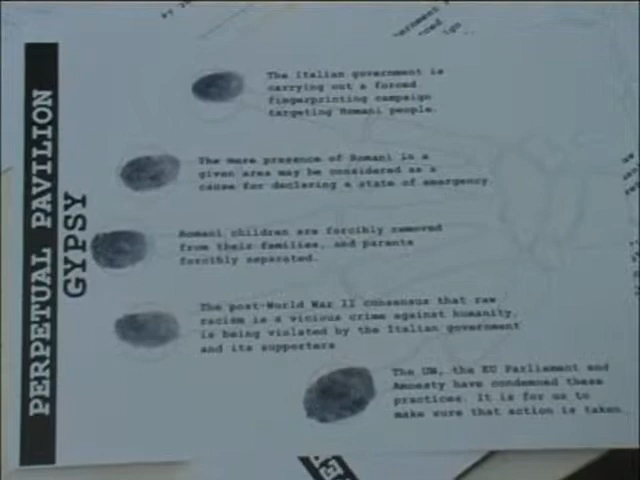 PERPETUAL PAVILION
GYPSY
The Italian government is
carrying out a forced
fingerprinting campaign
targeting Romani people.
The mere presence of Romani in a
given area may be considered as a
cause for declaring a state of emergency.
Romani children are forcibly removed
from their families, and parents
forcibly separated.
The post-World War II consensus that raw
racism is a vicious crime against humanity,
is being violated by the Italian government
and its supporters
The UN, the EU Parliament and
Amnesty have condemned these
practices. It is for us to
make sure that action is taken.